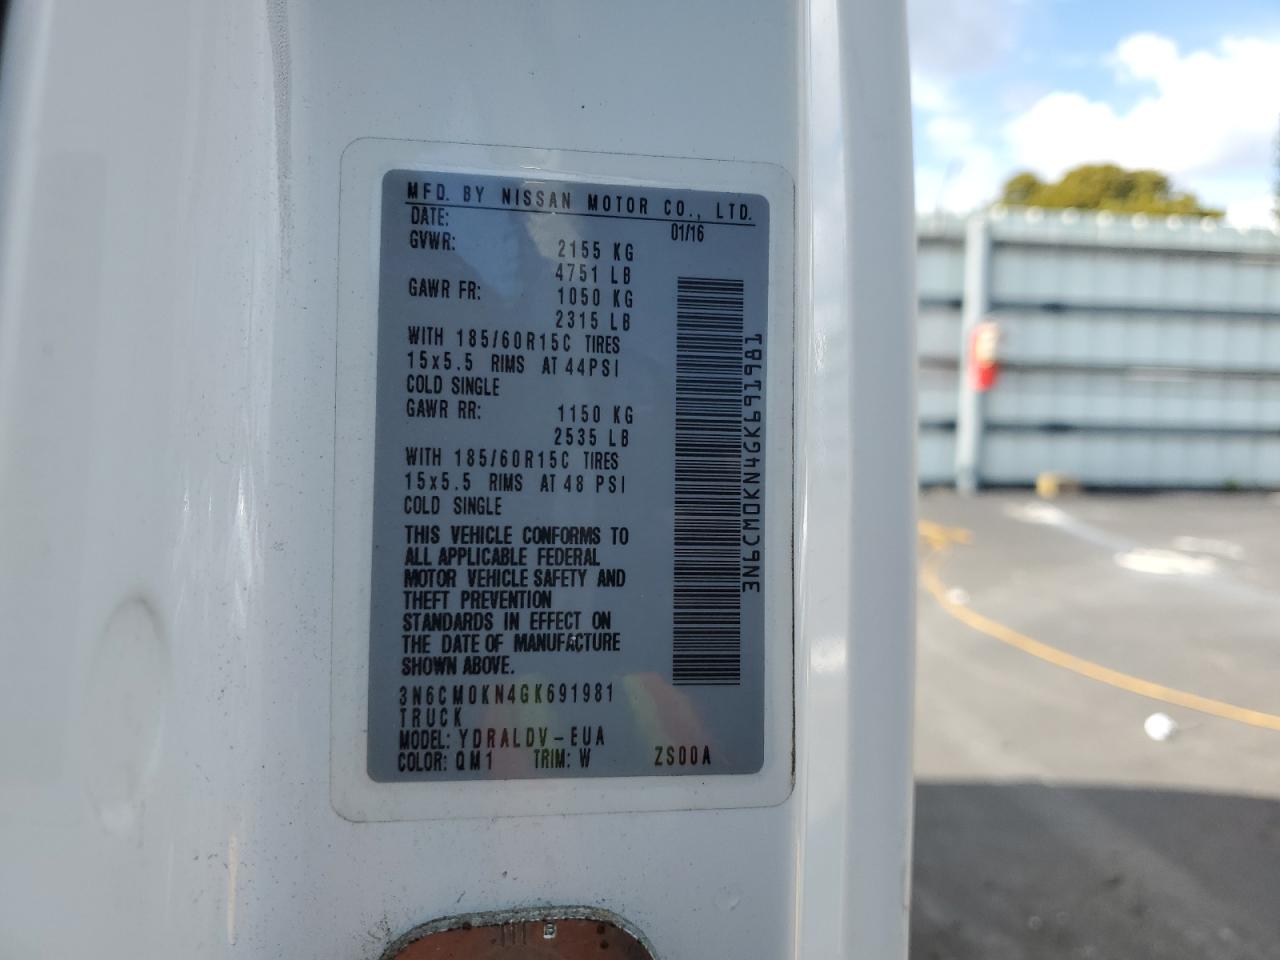 MFD. BY NISSAN MOTOR CO., LTD.
DATE: 01/16
GVWR: 2155 KG
4751 LB
GAWR FR: 1050 KG
2315 LB
WITH 185/60R15C TIRES
15x5.5 RIMS AT 44PSI
COLD SINGLE
GAWR RR: 1150 KG
2535 LB
WITH 185/60R15C TIRES
15x5.5 RIMS AT 48 PSI
COLD SINGLE
THIS VEHICLE CONFORMS TO
ALL APPLICABLE FEDERAL
MOTOR VEHICLE SAFETY AND
THEFT PREVENTION
STANDARDS IN EFFECT ON
THE DATE OF MANUFACTURE
SHOWN ABOVE.
3N6CM0KN4GK691981
TRUCK
MODEL: YDRALDV-EUA
COLOR: QM1 TRIM: W ZS00A
3N6CM0KN4GK691981
B